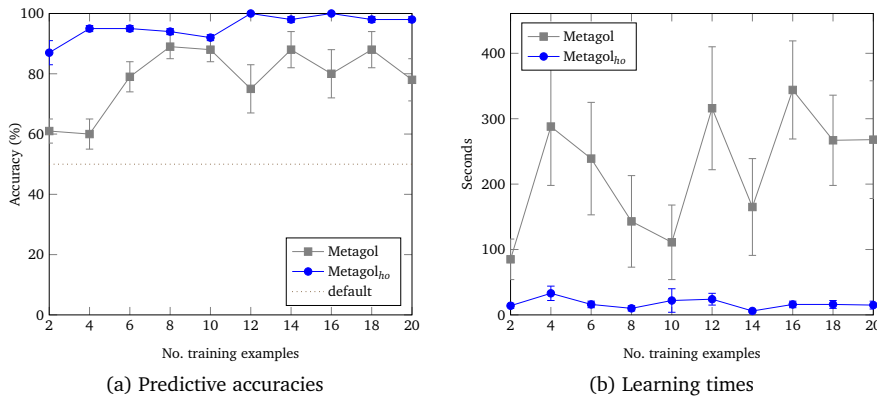 100
80
60
40
20
0
Accuracy (%)
2 4 6 8 10 12 14 16 18 20
No. training examples
Metagol
Metagolho
default
(a) Predictive accuracies
400
300
200
100
0
Seconds
2 4 6 8 10 12 14 16 18 20
No. training examples
Metagol
Metagolho
(b) Learning times